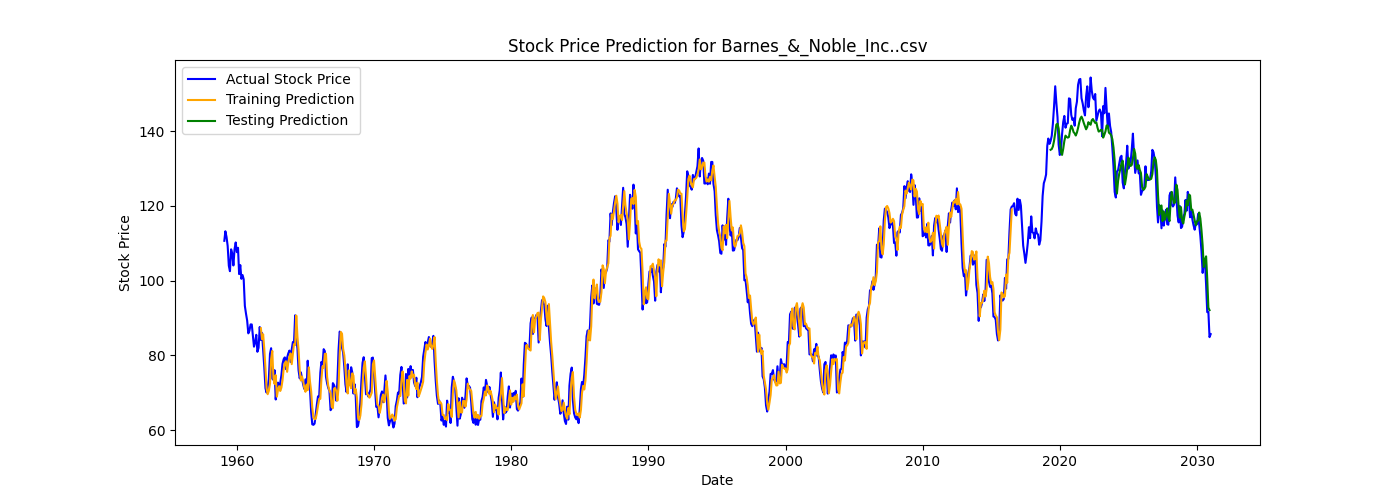 Stock Price Prediction for Barnes_&_Noble_Inc..csv
Actual Stock Price
Training Prediction
Testing Prediction
Stock Price
140
120
100
80
60
1960 1970 1980 1990 2000 2010 2020 2030
Date